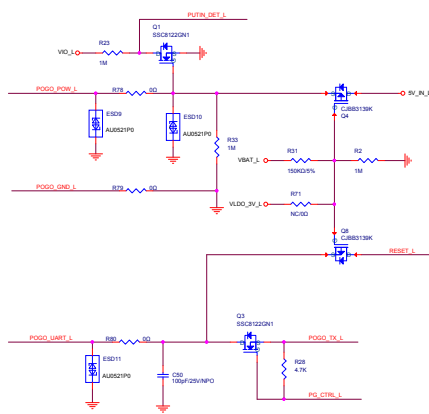 PUTIN_DET_L
Q1
SSC8122GN1
VIO_L
R23
1M
POGO_POW_L
R78
0Ω
5V_IN_L
CJBB3139K
Q4
ESD9
AU0521P0
ESD10
AU0521P0
R33
1M
VBAT_L
R31
150KΩ/5%
R2
1M
POGO_GND_L
R79
0Ω
VLDO_3V_L
R71
NC/0Ω
Q8
CJBB3139K
RESET_L
POGO_UART_L
R80
0Ω
Q3
SSC8122GN1
POGO_TX_L
ESD11
AU0521P0
C50
100pF/25V/NPO
R28
4.7K
PG_CTRL_L